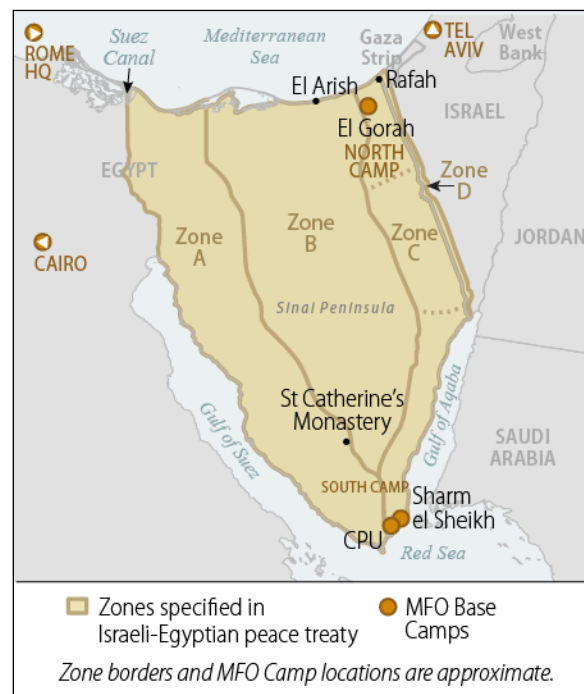 ROME
HQ
Suez
Canal
Mediterranean
Sea
Gaza
Strip
TEL
AVIV
West
Bank
El Arish
Rafah
ISRAEL
El Gorah
NORTH
CAMP
Zone
D
EGYPT
JORDAN
CAIRO
Zone
A
Zone
B
Zone
C
Sinai Peninsula
St Catherine's
Monastery
Gulf of Suez
Gulf of Aqaba
SAUDI
ARABIA
SOUTH CAMP
Sharm
el Sheikh
CPU
Red Sea
Zones specified in
Israeli-Egyptian peace treaty
MFO Base
Camps
Zone borders and MFO Camp locations are approximate.